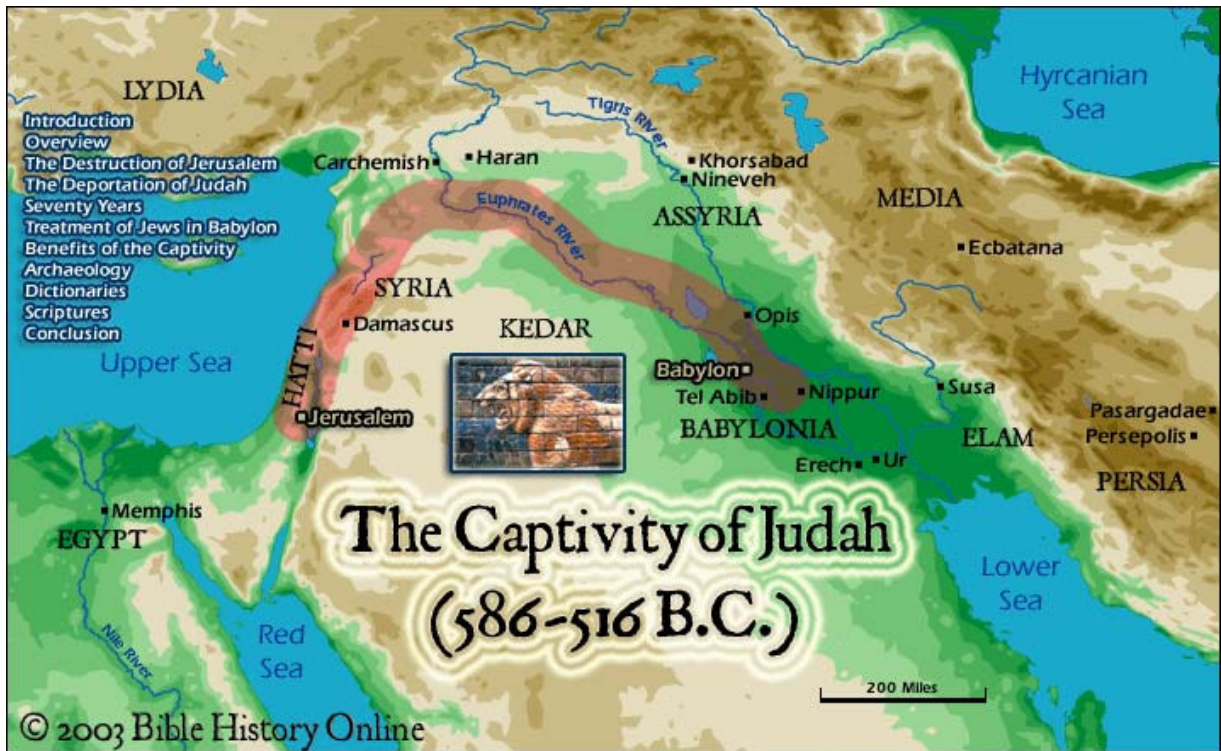 LYDIA
Introduction
Overview
The Destruction of Jerusalem
The Deportation of Judah
Seventy Years
Treatment of Jews in Babylon
Benefits of the Captivity
Archaeology
Dictionaries
Scriptures
Conclusion
Hyrcanian
Sea
Tigris River
Carchemish
Haran
Khorsabad
Nineveh
Euphrates River
ASSYRIA
MEDIA
Ecbatana
SYRIA
Damascus
KEDAR
Opis
Upper Sea
HATTI
Babylon
Tel Abib
Nippur
Susa
Jerusalem
BABYLONIA
ELAM
Pasargadae
Persepolis
Erech
Ur
PERSIA
Memphis
EGYPT
The Captivity of Judah
(586-516 B.C.)
Lower
Sea
Nile River
Red
Sea
200 Miles
© 2003 Bible History Online